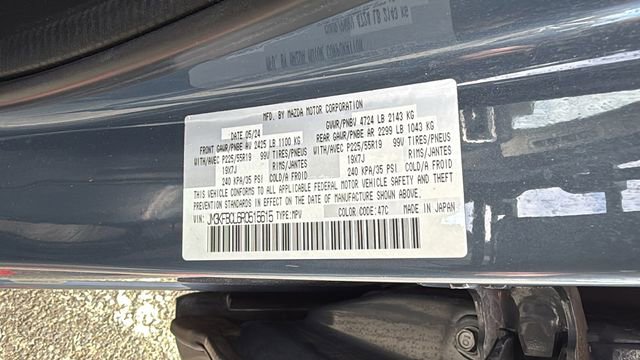 MFD. BY MAZDA MOTOR CORPORATION
DATE 05/24 GVWR/PNBV 4724 LB 2143 KG
FRONT GAWR/PNBE AV 2425 LB 1100 KG REAR GAWR/PNBE AR 2299 LB 1043 KG
WITH/AVEC P225/55R19 99V TIRES/PNEUS WITH/AVEC P225/55R19 99V TIRES/PNEUS
19X7J RIMS/JANTES 19X7J RIMS/JANTES
240 KPA/35 PSI COLD/A FROID 240 KPA/35 PSI COLD/A FROID
THIS VEHICLE CONFORMS TO ALL APPLICABLE FEDERAL MOTOR VEHICLE SAFETY AND THEFT
PREVENTION STANDARDS IN EFFECT ON THE DATE OF MANUFACTURE SHOWN ABOVE.
VIN: JM3KFBCL5R0515615 TYPE:MPV COLOR CODE:47C MADE IN JAPAN